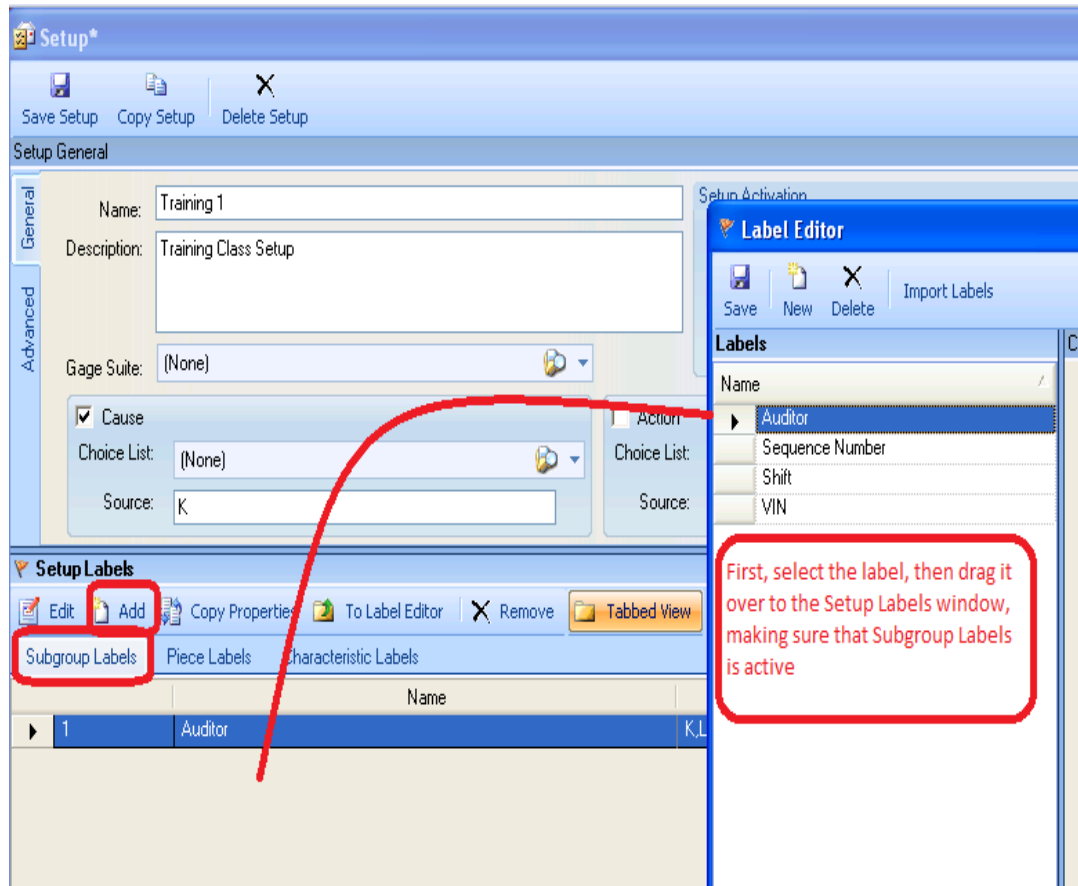 Setup*
Save Setup Copy Setup Delete Setup
Setup General
General
Advanced
Name: Training 1
Description: Training Class Setup
Gage Suite: (None)
Cause
Choice List: (None)
Source: K
Setup Activation
Action
Choice List:
Source:
Setup Labels
Edit Add Copy Properties To Label Editor Remove Tabbed View
Subgroup Labels Piece Labels Characteristic Labels
Name
1 Auditor K,L
Label Editor
Save New Delete Import Labels
Labels
C
Name
Auditor
Sequence Number
Shift
VIN
First, select the label, then drag it
over to the Setup Labels window,
making sure that Subgroup Labels
is active